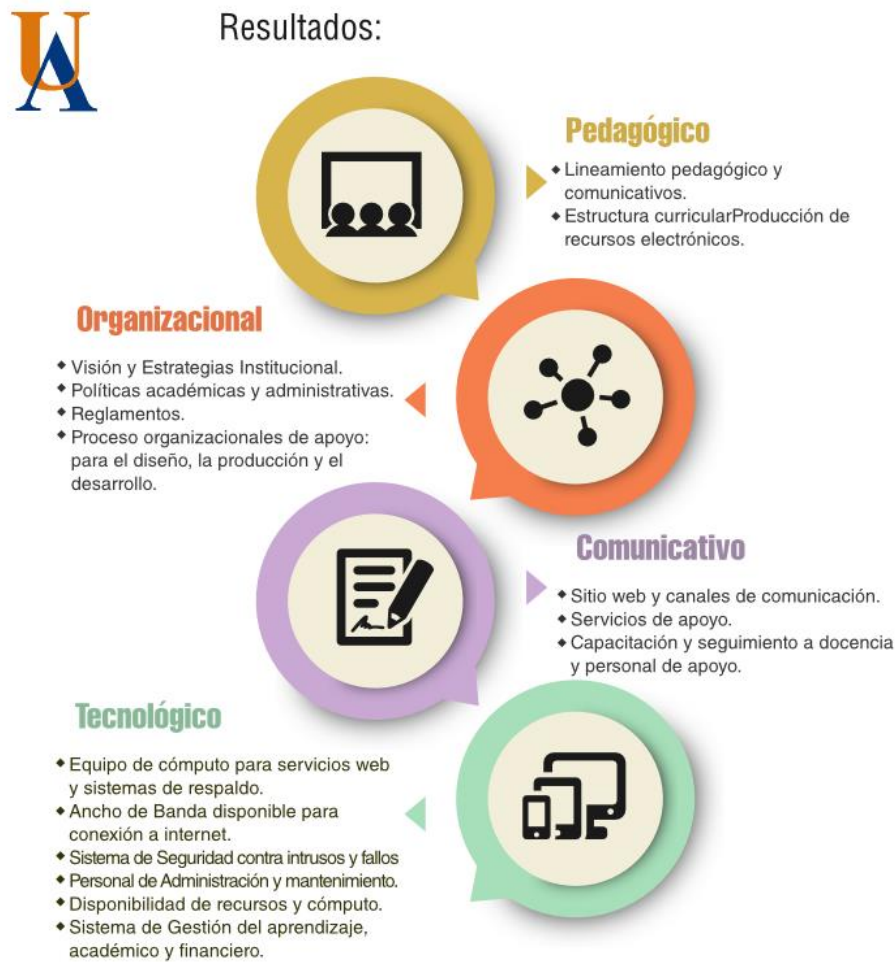 UA
Resultados:
Pedagógico
◆ Lineamiento pedagógico y
comunicativos.
◆ Estructura curricularProducción de
recursos electrónicos.
Organizacional
◆ Visión y Estrategias Institucional.
◆ Políticas académicas y administrativas.
◆ Reglamentos.
◆ Proceso organizacionales de apoyo:
para el diseño, la producción y el
desarrollo.
Comunicativo
◆ Sitio web y canales de comunicación.
◆ Servicios de apoyo.
◆ Capacitación y seguimiento a docencia
y personal de apoyo.
Tecnológico
◆ Equipo de cómputo para servicios web
y sistemas de respaldo.
◆ Ancho de Banda disponible para
conexión a internet.
◆ Sistema de Seguridad contra intrusos y fallos
◆ Personal de Administración y mantenimiento.
◆ Disponibilidad de recursos y cómputo.
◆ Sistema de Gestión del aprendizaje,
académico y financiero.